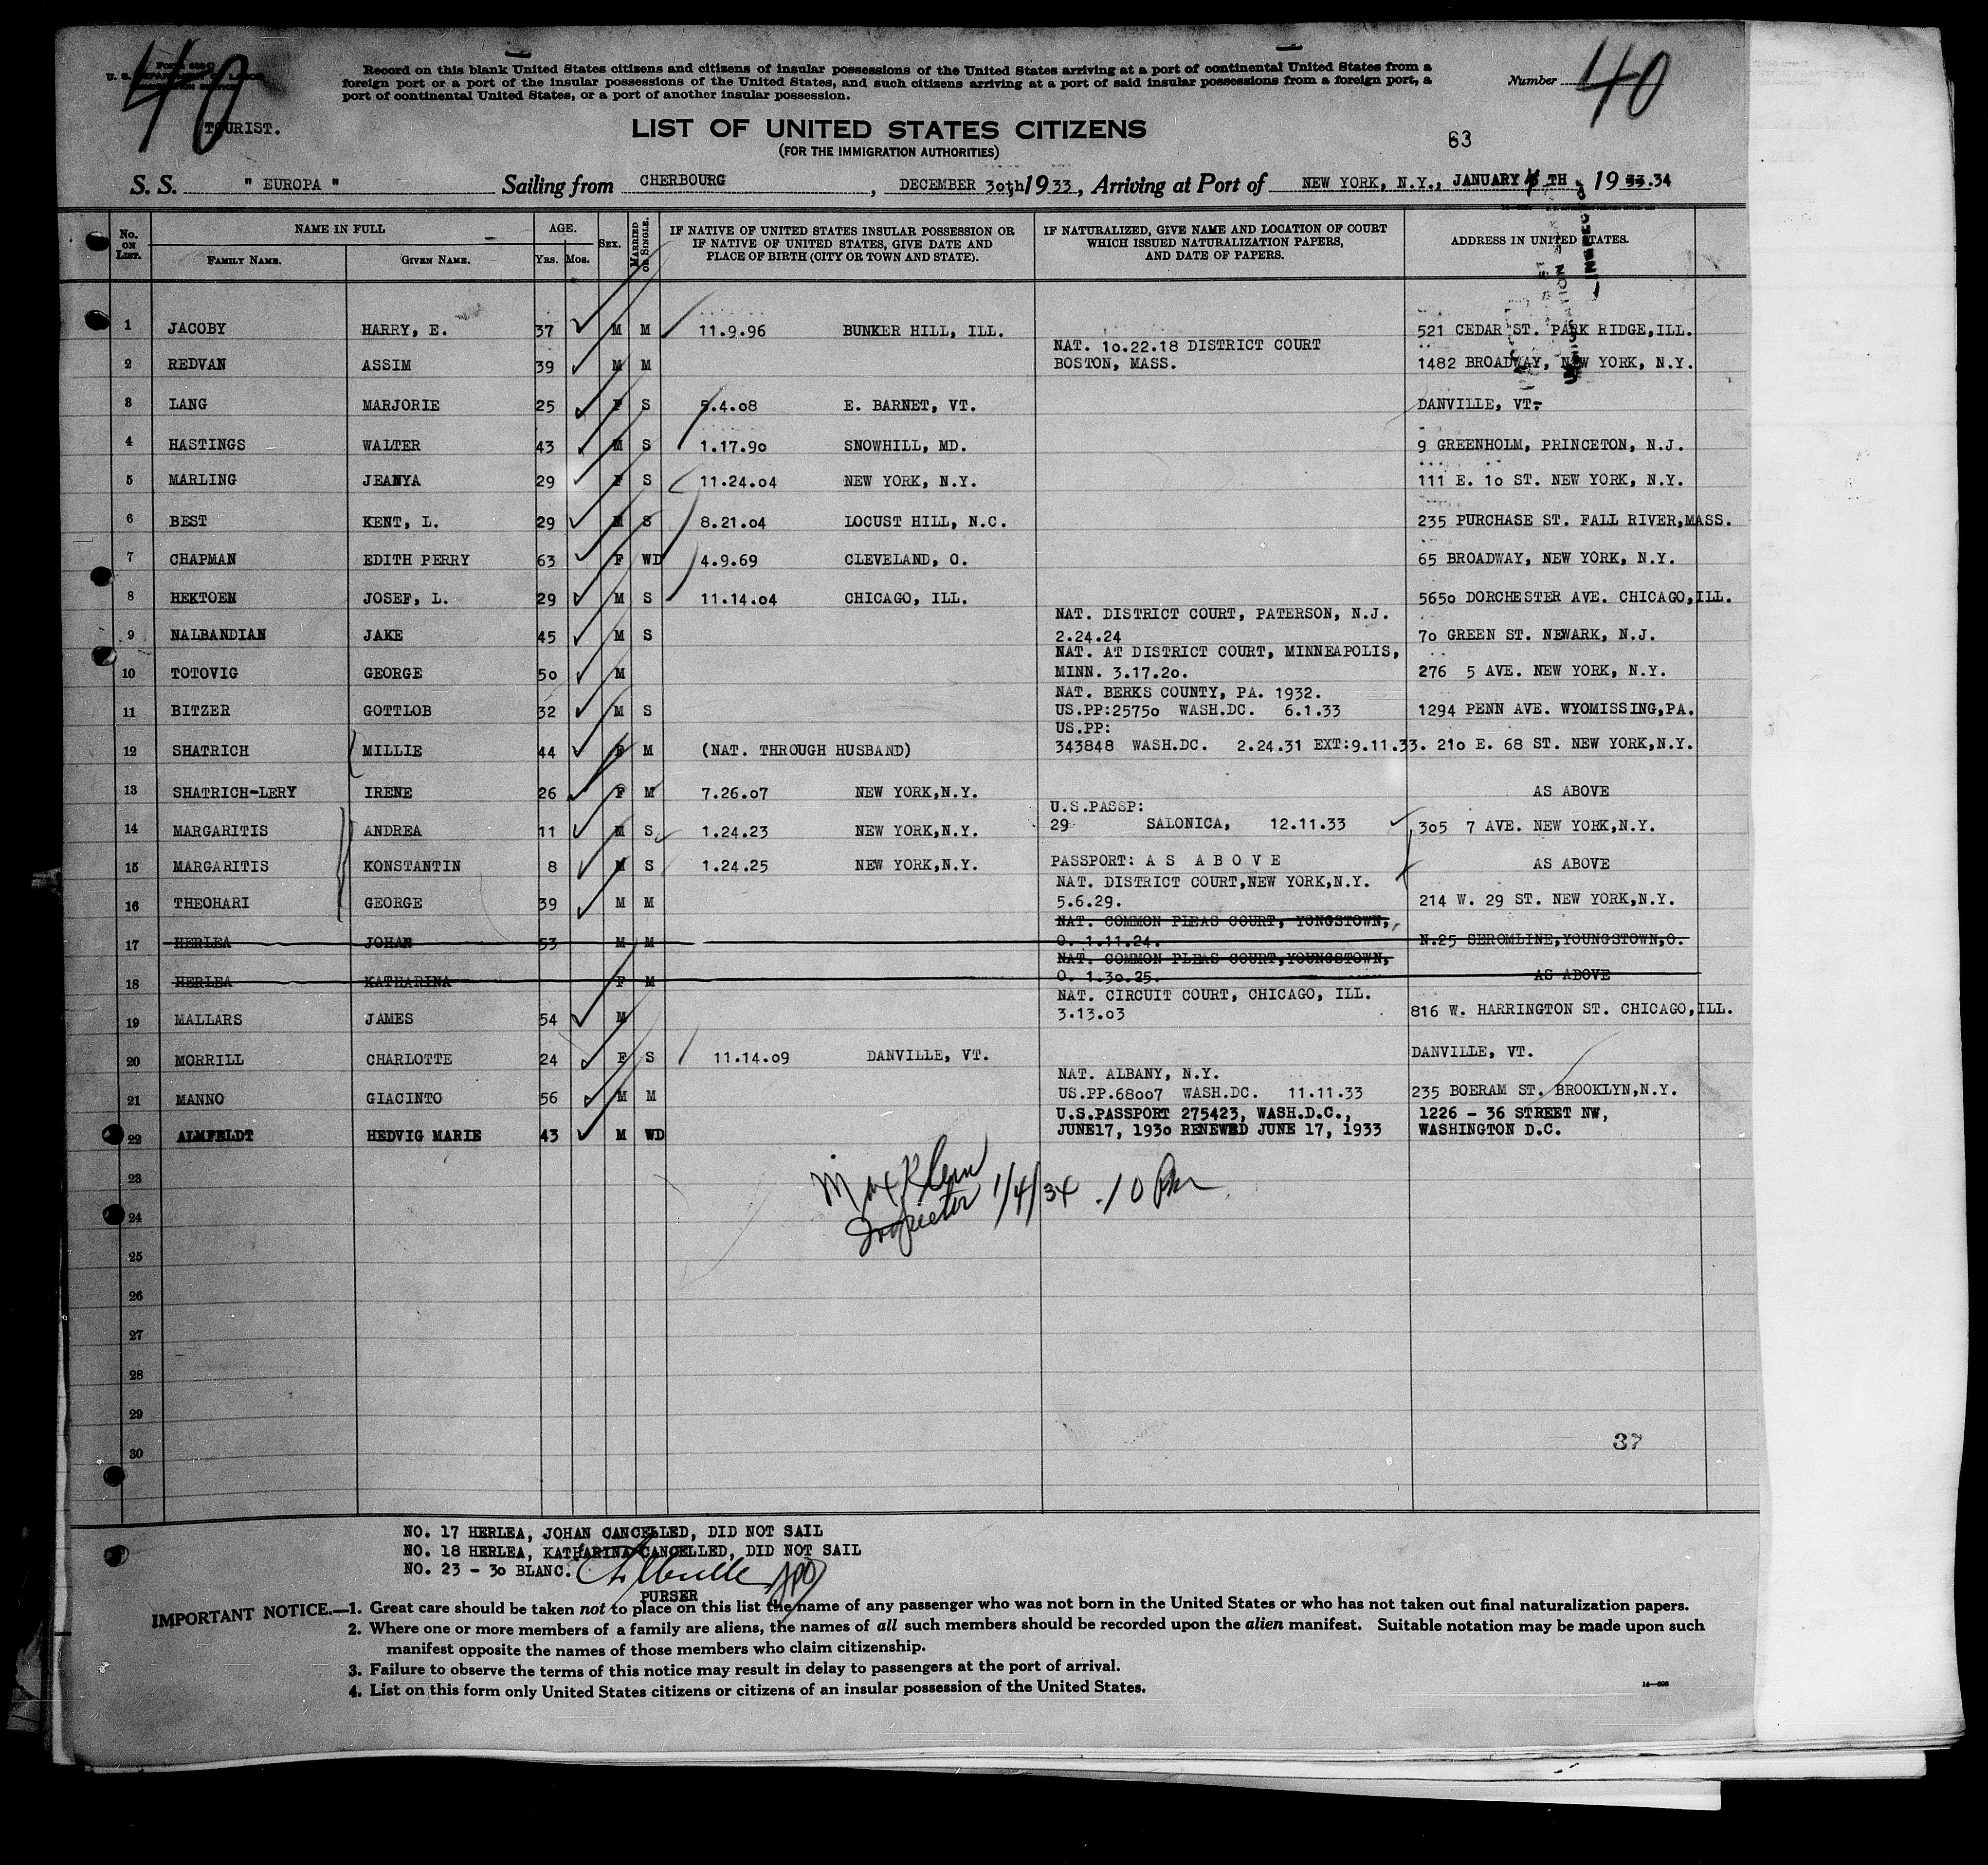 40
Form 630 C
U. S. DEPARTMENT OF LABOR
IMMIGRATION SERVICE
TOURIST.
Record on this blank United States citizens and citizens of insular possessions of the United States arriving at a port of continental United States from a
foreign port or a port of the insular possessions of the United States, and such citizens arriving at a port of said insular possessions from a foreign port, a
port of continental United States, or a port of another insular possession.
Number 40
LIST OF UNITED STATES CITIZENS
(FOR THE IMMIGRATION AUTHORITIES)
63
S. S. " EUROPA " Sailing from CHERBOURG, DECEMBER 30th, 1933, Arriving at Port of NEW YORK, N.Y., JANUARY 4 TH, 19 33.34
No. ON LIST. NAME IN FULL AGE. SEX. MARRIED OR SINGLE. IF NATIVE OF UNITED STATES INSULAR POSSESSION OR IF NATIVE OF UNITED STATES, GIVE DATE AND PLACE OF BIRTH (CITY OR TOWN AND STATE). IF NATURALIZED, GIVE NAME AND LOCATION OF COURT WHICH ISSUED NATURALIZATION PAPERS, AND DATE OF PAPERS. ADDRESS IN UNITED STATES.
FAMILY NAME. GIVEN NAME. YRS. MOS.
1 JACOBY HARRY, E. 37 M M 11.9.96 BUNKER HILL, ILL. 521 CEDAR ST. PARK RIDGE, ILL.
NAT. 10.22.18 DISTRICT COURT
2 REDVAN ASSIM 39 M M BOSTON, MASS. 1482 BROADWAY, NEW YORK, N.Y.
3 LANG MARJORIE 25 F S 5.4.08 E. BARNET, VT. DANVILLE, VT.
4 HASTINGS WALTER 43 M S 1.17.90 SNOWHILL, MD. 9 GREENHOLM, PRINCETON, N.J.
5 MARLING JEANYA 29 F S 11.24.04 NEW YORK, N.Y. 111 E. 10 ST. NEW YORK, N.Y.
6 BEST KENT, L. 29 M S 8.21.04 LOCUST HILL, N.C. 235 PURCHASE ST. FALL RIVER, MASS.
7 CHAPMAN EDITH PERRY 63 F WD 4.9.69 CLEVELAND, O. 65 BROADWAY, NEW YORK, N.Y.
8 HEKTOEN JOSEF, L. 29 M S 11.14.04 CHICAGO, ILL. 5650 DORCHESTER AVE. CHICAGO, ILL.
NAT. DISTRICT COURT, PATERSON, N.J.
9 NALBANDIAN JAKE 45 M S 2.24.24 70 GREEN ST. NEWARK, N.J.
NAT. AT DISTRICT COURT, MINNEAPOLIS,
10 TOTOVIG GEORGE 50 M MINN. 3.17.20. 276 5 AVE. NEW YORK, N.Y.
NAT. BERKS COUNTY, PA. 1932.
11 BITZER GOTTLOB 32 M S US.PP:25750 WASH.DC. 6.1.33 1294 PENN AVE. WYOMISSING, PA.
US.PP:
12 SHATRICH MILLIE 44 F M (NAT. THROUGH HUSBAND) 343848 WASH.DC. 2.24.31 EXT:9.11.33. 210 E. 68 ST. NEW YORK, N.Y.
13 SHATRICH-LERY IRENE 26 F M 7.26.07 NEW YORK, N.Y. AS ABOVE
U.S.PASSP:
14 MARGARITIS ANDREA 11 M S 1.24.23 NEW YORK, N.Y. 29 SALONICA, 12.11.33 305 7 AVE. NEW YORK, N.Y.
15 MARGARITIS KONSTANTIN 8 M S 1.24.25 NEW YORK, N.Y. PASSPORT: A S A B O V E AS ABOVE
NAT. DISTRICT COURT, NEW YORK, N.Y.
16 THEOHARI GEORGE 39 M M 5.6.29. 214 W. 29 ST. NEW YORK, N.Y.
NAT. COMMON PLEAS COURT, YONGSTOWN,
17 HERLEA JOHAN 53 M M O. 1.11.24. N.25 SEROMLINE, YOUNGSTOWN, O.
NAT. COMMON PLEAS COURT, YOUNGSTOWN,
18 HERLEA KATHARINA F M O. 1.30.25. AS ABOVE
NAT. CIRCUIT COURT, CHICAGO, ILL.
19 MALLARS JAMES 54 M 3.13.03 816 W. HARRINGTON ST. CHICAGO, ILL.
20 MORRILL CHARLOTTE 24 F S 11.14.09 DANVILLE, VT. DANVILLE, VT.
NAT. ALBANY, N.Y.
21 MANNO GIACINTO 56 M M US.PP.68007 WASH.DC. 11.11.33 235 BOERAM ST. BROOKLYN, N.Y.
U.S.PASSPORT 275423, WASH.D.C., 1226 - 36 STREET NW,
22 ALMFELDT HEDVIG MARIE 43 M WD JUNE17, 1930 RENEWED JUNE 17, 1933 WASHINGTON D.C.
23
Max Klein 1/4/34 10 Pm
Inspector
24
25
26
27
28
29
30
37
NO. 17 HERLEA, JOHAN CANCELLED, DID NOT SAIL
NO. 18 HERLEA, KATHARINA CANCELLED, DID NOT SAIL
NO. 23 - 30 BLANC.
PURSER
IMPORTANT NOTICE.—1. Great care should be taken not to place on this list the name of any passenger who was not born in the United States or who has not taken out final naturalization papers.
2. Where one or more members of a family are aliens, the names of all such members should be recorded upon the alien manifest. Suitable notation may be made upon such
manifest opposite the names of those members who claim citizenship.
3. Failure to observe the terms of this notice may result in delay to passengers at the port of arrival.
4. List on this form only United States citizens or citizens of an insular possession of the United States.